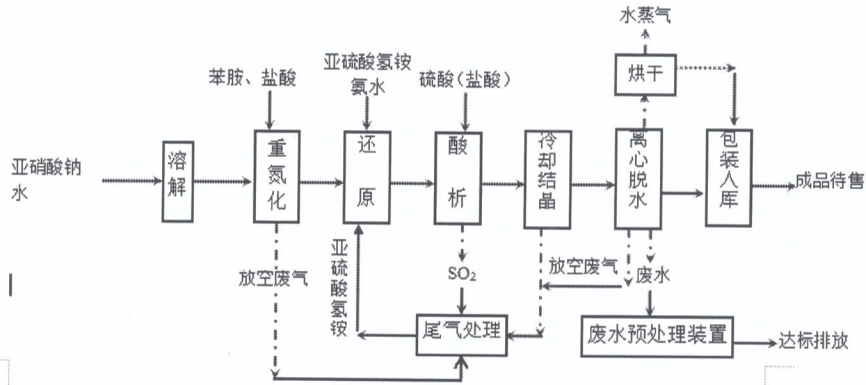 水蒸气
烘干
苯胺、盐酸
亚硫酸氢铵
氨水
硫酸（盐酸）
亚硝酸钠
水
溶解
重氮化
还原
酸析
冷却结晶
离心脱水
包装入库
成品待售
放空废气
亚硫酸氢铵
SO₂
放空废气
废水
尾气处理
废水预处理装置
达标排放